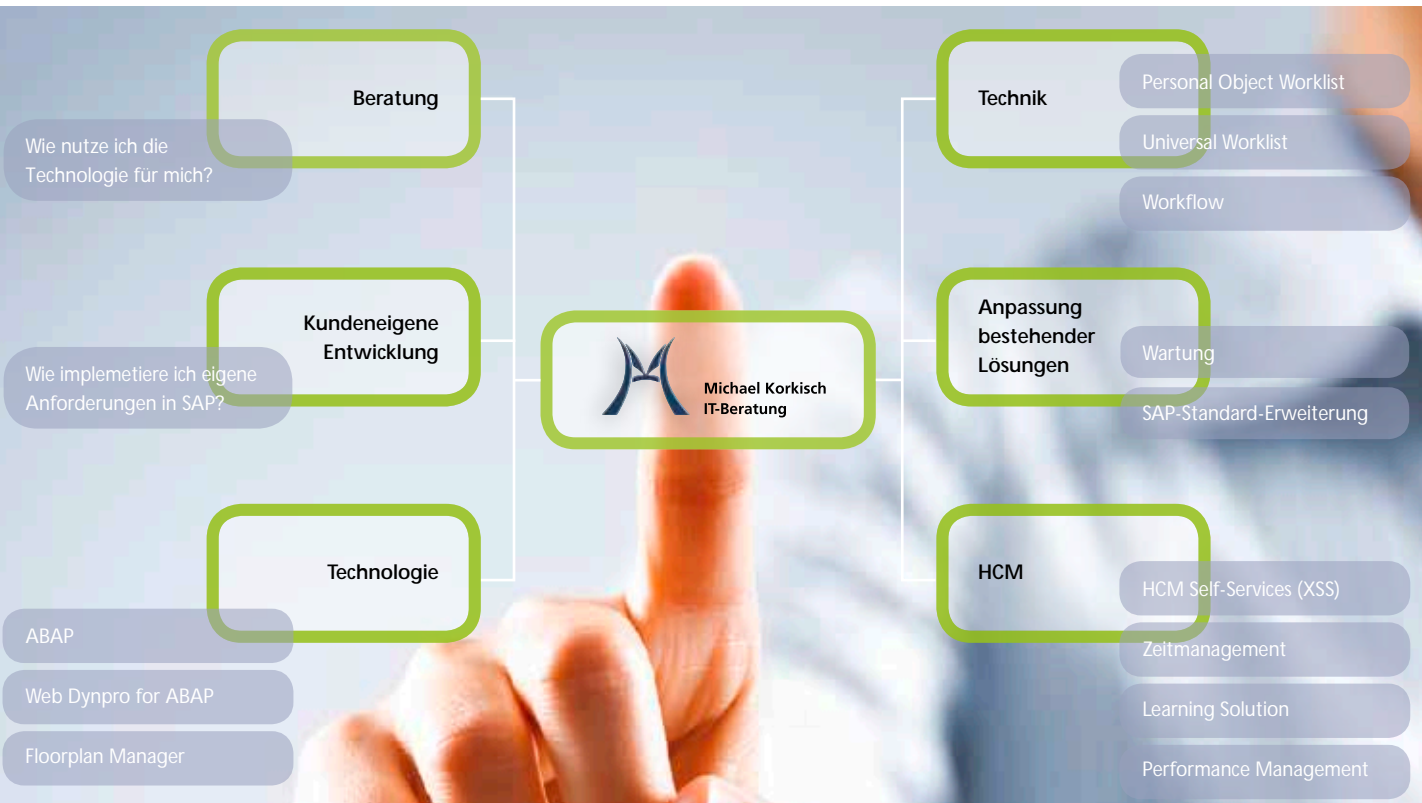 Beratung
Wie nutze ich die
Technologie für mich?
Kundeneigene
Entwicklung
Wie implemetiere ich eigene
Anforderungen in SAP?
Technologie
ABAP
Web Dynpro for ABAP
Floorplan Manager
Michael Korkisch
IT-Beratung
Technik
Personal Object Worklist
Universal Worklist
Workflow
Anpassung
bestehender
Lösungen
Wartung
SAP-Standard-Erweiterung
HCM
HCM Self-Services (XSS)
Zeitmanagement
Learning Solution
Performance Management